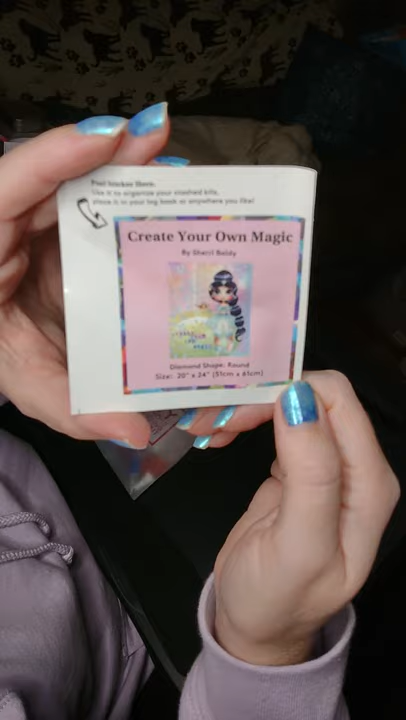 Peel Sticker Here.
Use it to organize your stashed kits,
place it in your log book or anywhere you like!
Create Your Own Magic
By Sherri Baldy
Diamond Shape: Round
Size: 20" x 24" (51cm x 61cm)